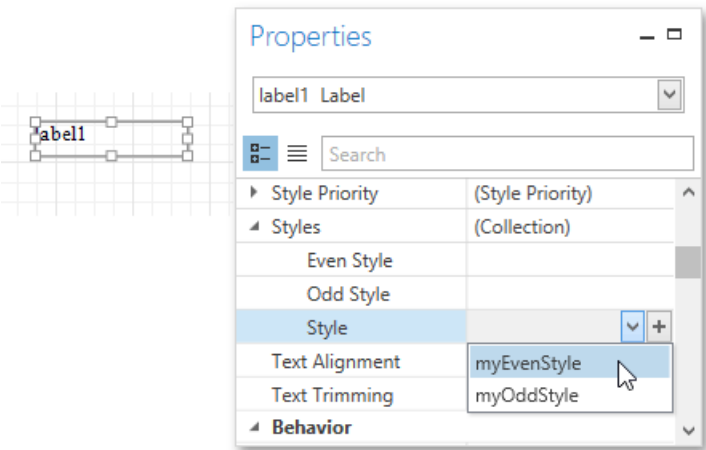 Properties
label1 Label
label1
Search
Style Priority (Style Priority)
Styles (Collection)
Even Style
Odd Style
Style
Text Alignment
myEvenStyle
Text Trimming
myOddStyle
Behavior